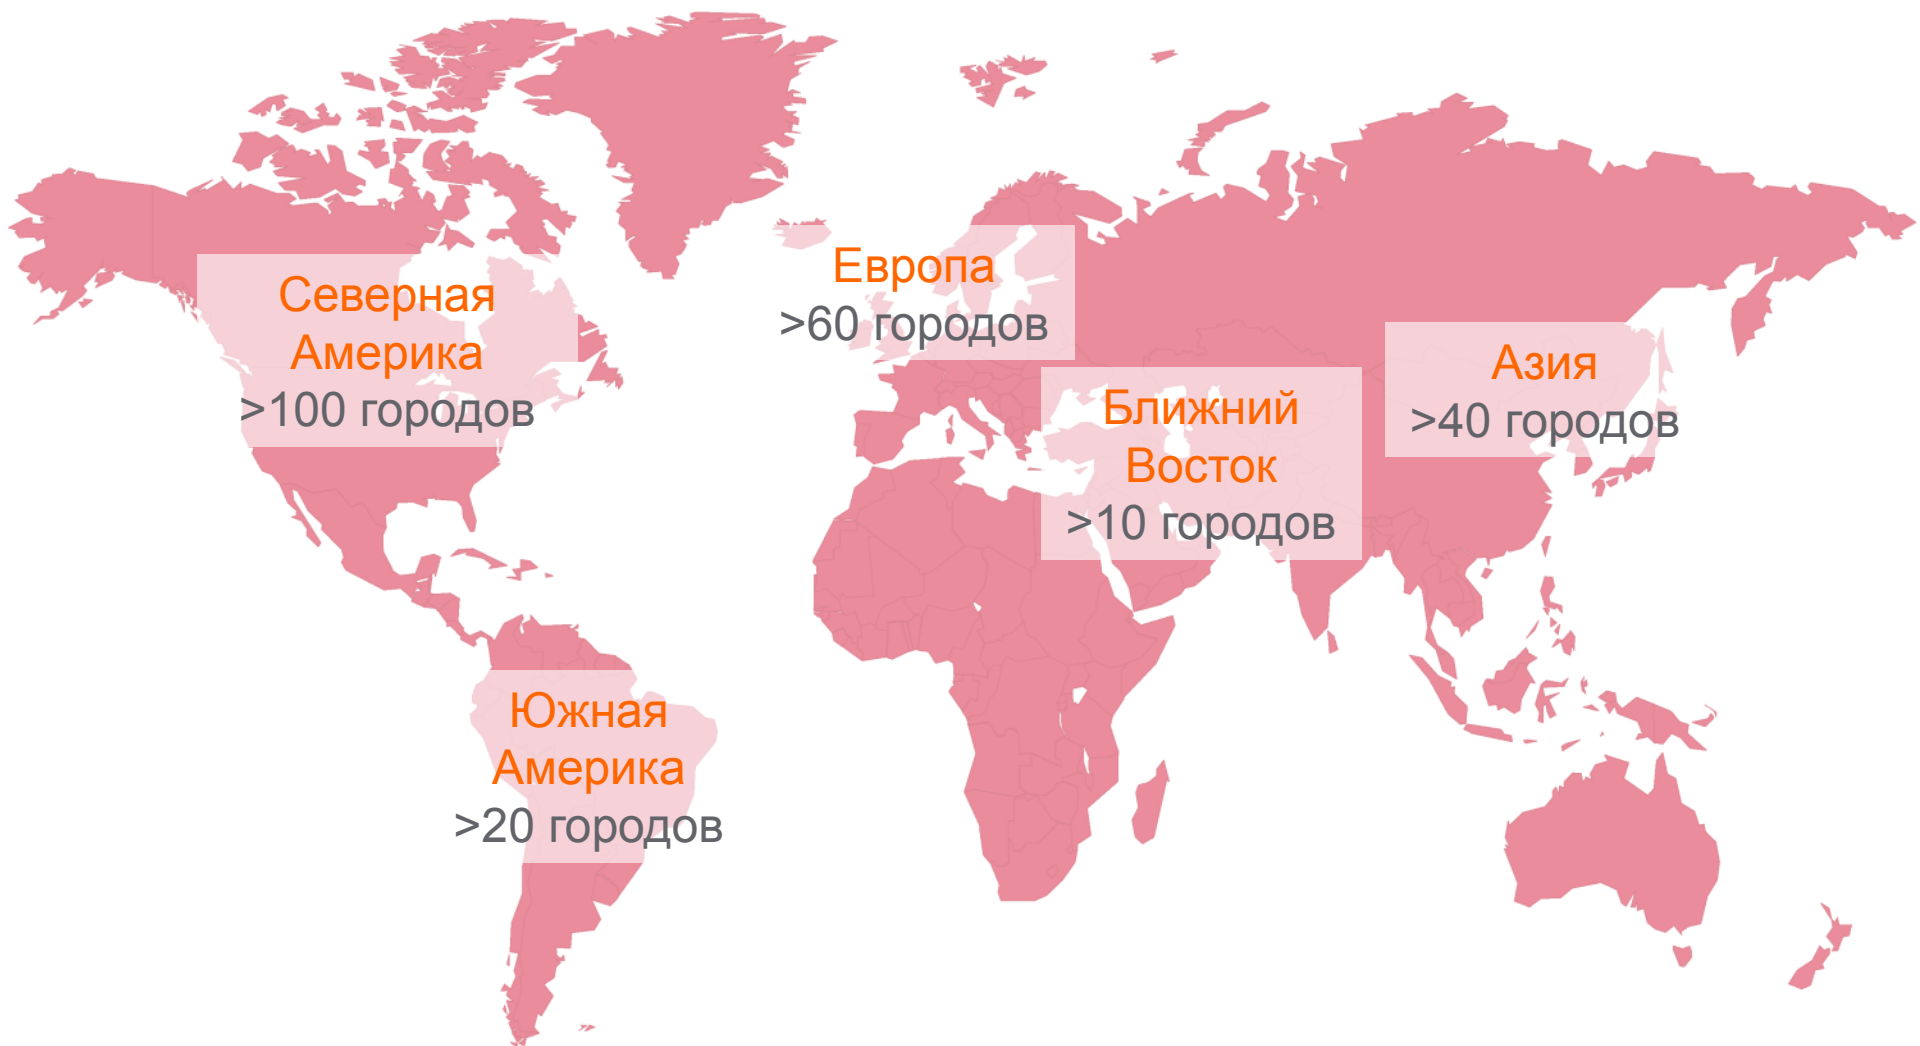 Северная
Америка
>100 городов
Европа
>60 городов
Ближний
Восток
>10 городов
Азия
>40 городов
Южная
Америка
>20 городов